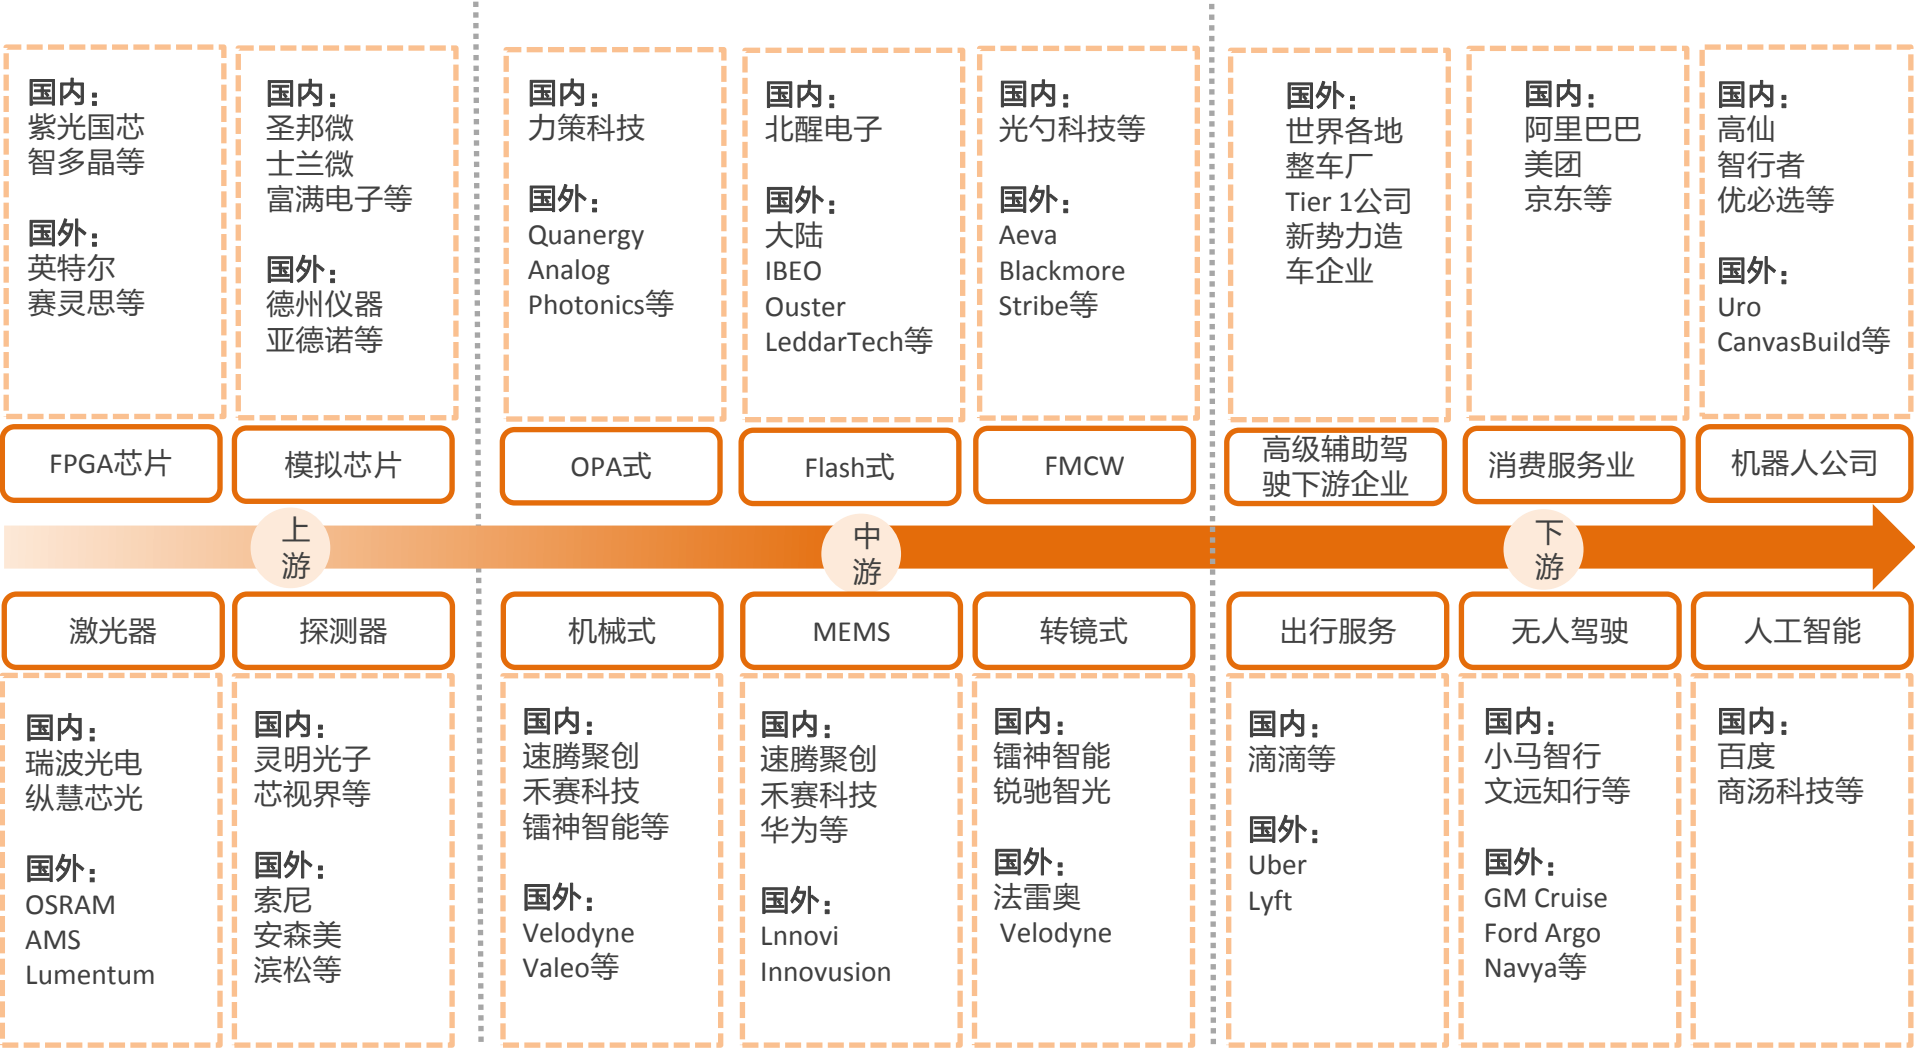 国内：
紫光国芯
智多晶等
国外：
英特尔
赛灵思等
国内：
圣邦微
士兰微
富满电子等
国外：
德州仪器
亚德诺等
国内：
力策科技
国外：
Quanergy
Analog
Photonics等
国内：
北醒电子
国外：
大陆
IBEO
Ouster
LeddarTech等
国内：
光勺科技等
国外：
Aeva
Blackmore
Stribe等
国外：
世界各地
整车厂
Tier 1公司
新势力造
车企业
国内：
阿里巴巴
美团
京东等
国内：
高仙
智行者
优必选等
国外：
Uro
CanvasBuild等
FPGA芯片
模拟芯片
OPA式
Flash式
FMCW
高级辅助驾
驶下游企业
消费服务业
机器人公司
上
游
中
游
下
游
激光器
探测器
机械式
MEMS
转镜式
出行服务
无人驾驶
人工智能
国内：
瑞波光电
纵慧芯光
国外：
OSRAM
AMS
Lumentum
国内：
灵明光子
芯视界等
国外：
索尼
安森美
滨松等
国内：
速腾聚创
禾赛科技
镭神智能等
国外：
Velodyne
Valeo等
国内：
速腾聚创
禾赛科技
华为等
国外：
Lnnovi
Innovusion
国内：
镭神智能
锐驰智光
国外：
法雷奥
Velodyne
国内：
滴滴等
国外：
Uber
Lyft
国内：
小马智行
文远知行等
国外：
GM Cruise
Ford Argo
Navya等
国内：
百度
商汤科技等